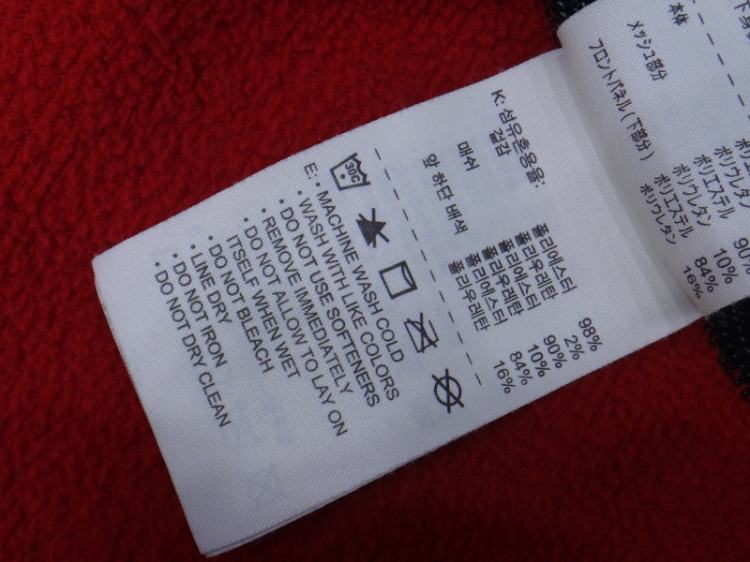 下身
本体
メッシュ部分
フロントパネル(下部分)
ポリエステル
ポリウレタン 90%
ポリエステル 10%
ポリウレタン 84%
16%
K: 섬유혼용율:
겉감 폴리에스터 98%
폴리우레탄 2%
매쉬 폴리에스터 90%
폴리우레탄 10%
앞 하단 배색 폴리에스터 84%
폴리우레탄 16%
30C
E: • MACHINE WASH COLD
• WASH WITH LIKE COLORS
• DO NOT USE SOFTENERS
• REMOVE IMMEDIATELY
• DO NOT ALLOW TO LAY ON
ITSELF WHEN WET
• DO NOT BLEACH
• LINE DRY
• DO NOT IRON
• DO NOT DRY CLEAN